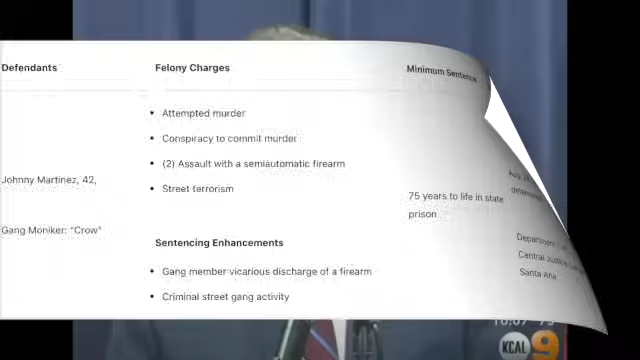 Defendants
Felony Charges
Minimum Sentence
• Attempted murder
• Conspiracy to commit murder
• (2) Assault with a semiautomatic firearm
Johnny Martinez, 42,
• Street terrorism
75 years to life in state
prison
Gang Moniker: "Crow"
Sentencing Enhancements
• Gang member vicarious discharge of a firearm
• Criminal street gang activity
Aug.
Department
Central Justice
Santa Ana
KCAL 9